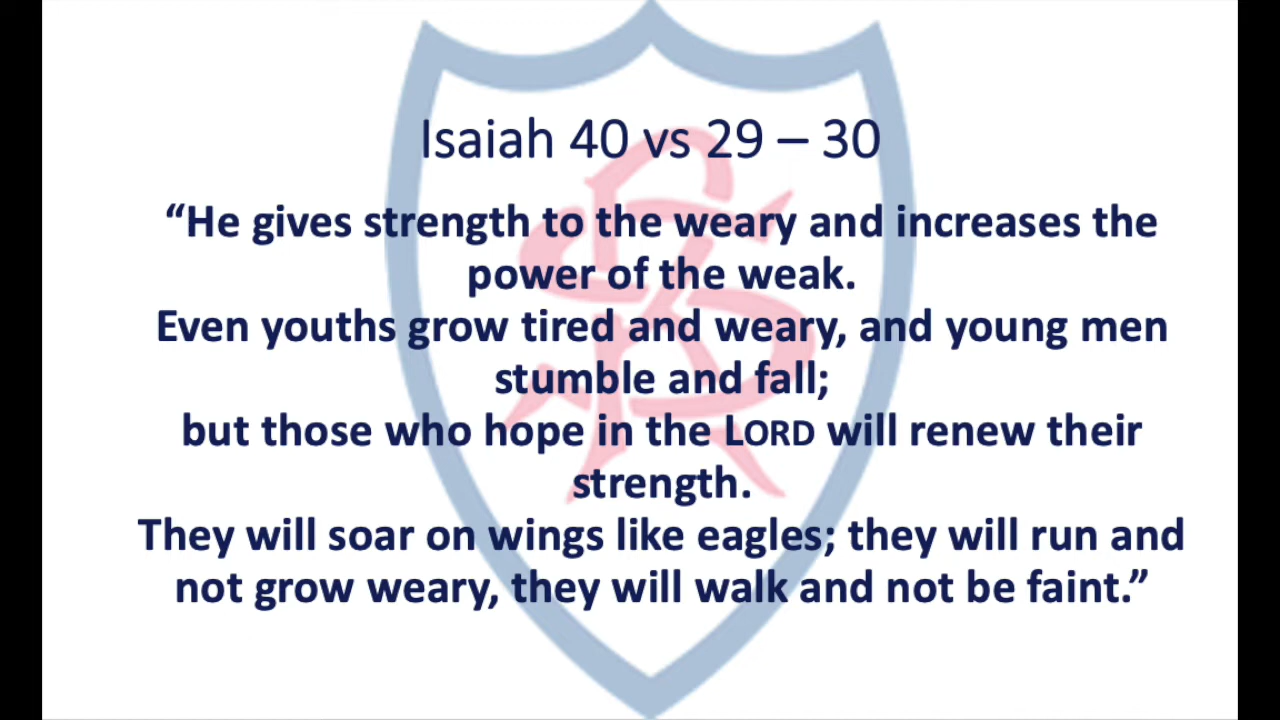 Isaiah 40 vs 29 – 30
“He gives strength to the weary and increases the
power of the weak.
Even youths grow tired and weary, and young men
stumble and fall;
but those who hope in the LORD will renew their
strength.
They will soar on wings like eagles; they will run and
not grow weary, they will walk and not be faint.”